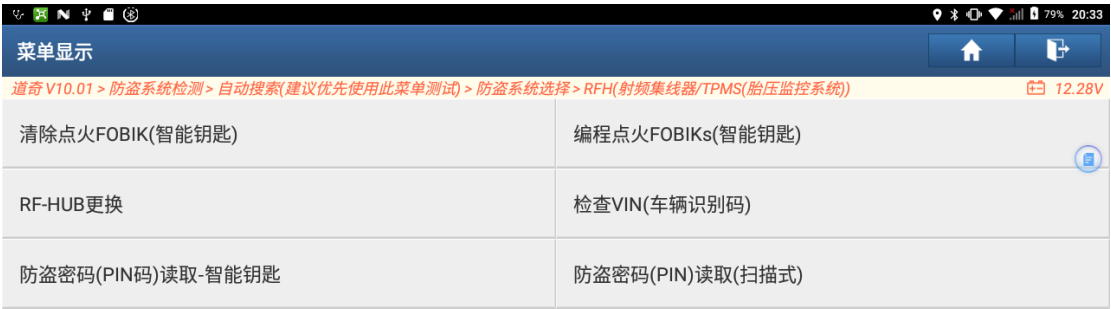 79% 20:33
菜单显示
道奇 V10.01 > 防盗系统检测 > 自动搜索(建议优先使用此菜单测试) > 防盗系统选择 > RFH(射频集线器/TPMS(胎压监控系统)) 12.28V
清除点火FOBIK(智能钥匙) 编程点火FOBIKs(智能钥匙)
RF-HUB更换 检查VIN(车辆识别码)
防盗密码(PIN码)读取-智能钥匙 防盗密码(PIN)读取(扫描式)